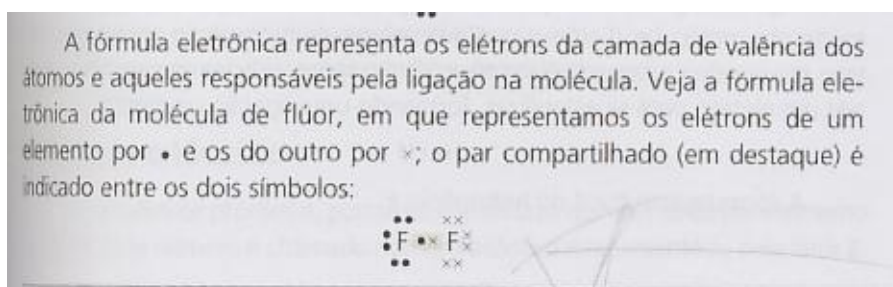 A fórmula eletrônica representa os elétrons da camada de valência dos
átomos e aqueles responsáveis pela ligação na molécula. Veja a fórmula ele-
trônica da molécula de flúor, em que representamos os elétrons de um
elemento por • e os do outro por ×; o par compartilhado (em destaque) é
indicado entre os dois símbolos:
•• ××
:F •× F×× 
•• ××